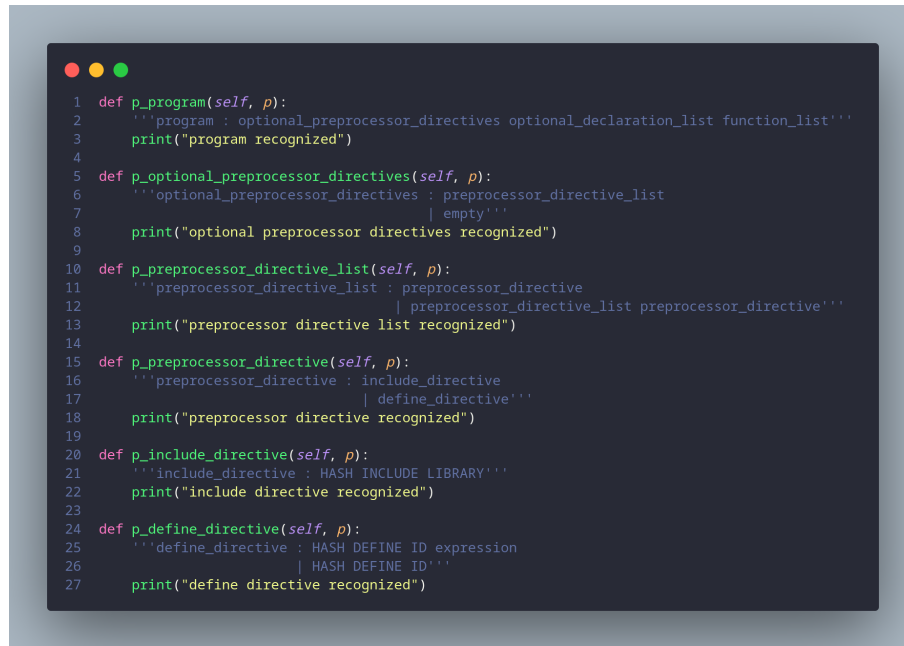 1 def p_program(self, p):
2     '''program : optional_preprocessor_directives optional_declaration_list function_list'''
3     print("program recognized")
4
5 def p_optional_preprocessor_directives(self, p):
6     '''optional_preprocessor_directives : preprocessor_directive_list
7                                         | empty'''
8     print("optional preprocessor directives recognized")
9
10 def p_preprocessor_directive_list(self, p):
11     '''preprocessor_directive_list : preprocessor_directive
12                                     | preprocessor_directive_list preprocessor_directive'''
13     print("preprocessor directive list recognized")
14
15 def p_preprocessor_directive(self, p):
16     '''preprocessor_directive : include_directive
17                                 | define_directive'''
18     print("preprocessor directive recognized")
19
20 def p_include_directive(self, p):
21     '''include_directive : HASH INCLUDE LIBRARY'''
22     print("include directive recognized")
23
24 def p_define_directive(self, p):
25     '''define_directive : HASH DEFINE ID expression
26                         | HASH DEFINE ID'''
27     print("define directive recognized")